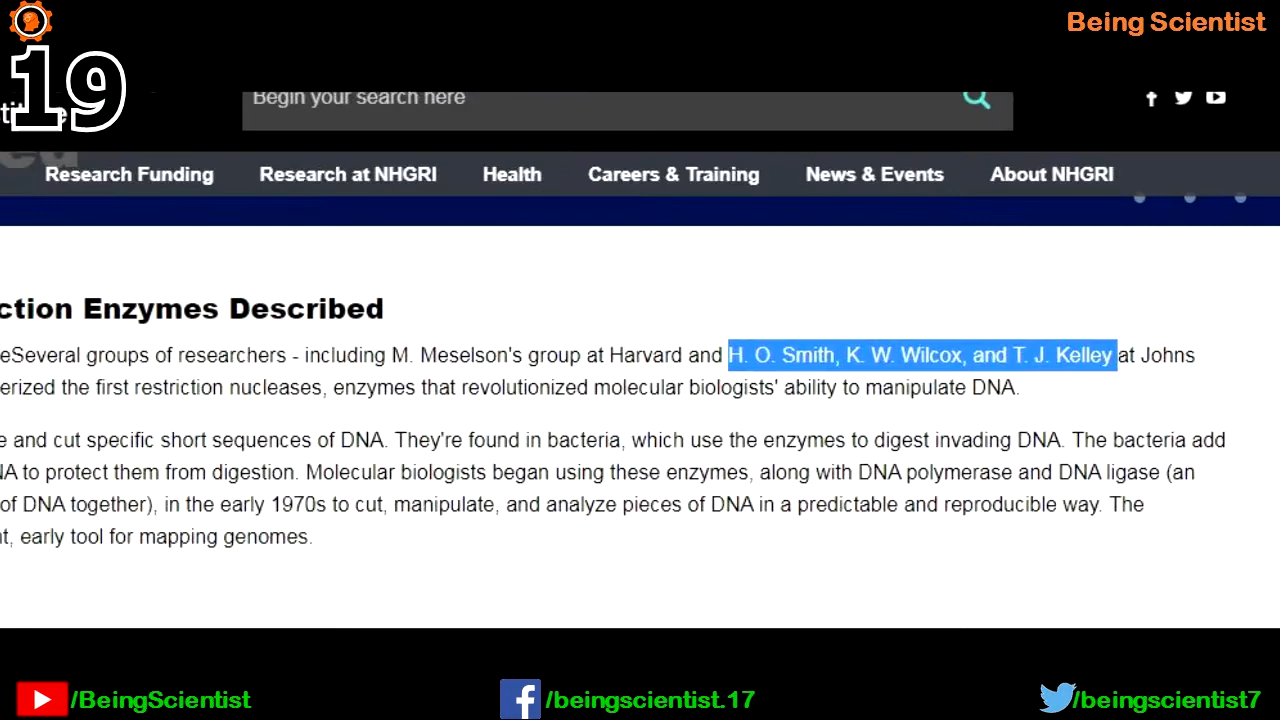 Being Scientist
19
Begin your search here
Research Funding Research at NHGRI Health Careers & Training News & Events About NHGRI
ction Enzymes Described
eSeveral groups of researchers - including M. Meselson's group at Harvard and H. O. Smith, K. W. Wilcox, and T. J. Kelley at Johns
erized the first restriction nucleases, enzymes that revolutionized molecular biologists' ability to manipulate DNA.
e and cut specific short sequences of DNA. They're found in bacteria, which use the enzymes to digest invading DNA. The bacteria add
NA to protect them from digestion. Molecular biologists began using these enzymes, along with DNA polymerase and DNA ligase (an
of DNA together), in the early 1970s to cut, manipulate, and analyze pieces of DNA in a predictable and reproducible way. The
nt, early tool for mapping genomes.
/BeingScientist /beingscientist.17 /beingscientist7